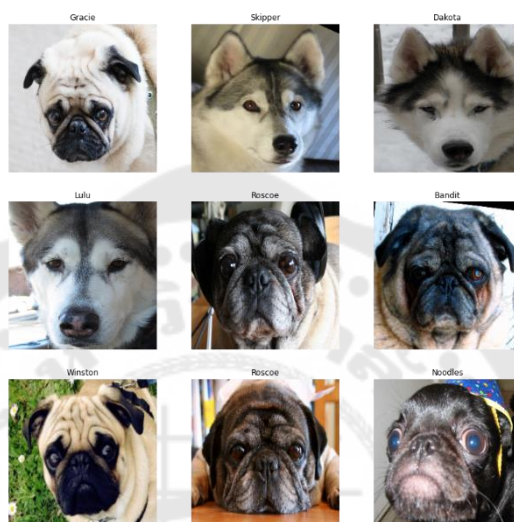 Gracie
Skipper
Dakota
Lulu
Roscoe
Bandit
Winston
Roscoe
Noodles